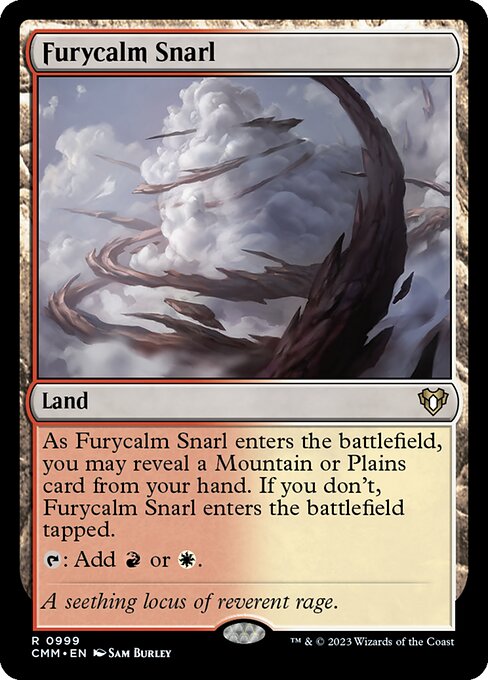 Furycalm Snarl
Land
As Furycalm Snarl enters the battlefield,
you may reveal a Mountain or Plains
card from your hand. If you don't,
Furycalm Snarl enters the battlefield
tapped.
: Add or .
A seething locus of reverent rage.
R 0999
CMM • EN Sam Burley
™ & © 2023 Wizards of the Coast